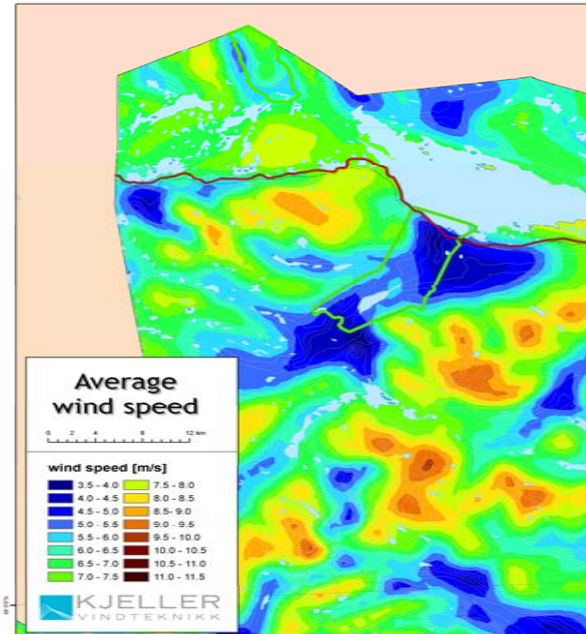 Average
wind speed
0 2 4 8 12 km
wind speed [m/s]
3.5 - 4.0 7.5 - 8.0
4.0 - 4.5 8.0 - 8.5
4.5 - 5.0 8.5- 9.0
5.0 - 5.5 9.0 - 9.5
5.5 - 6.0 9.5 - 10.0
6.0 - 6.5 10.0 - 10.5
6.5 - 7.0 10.5 - 11.0
7.0 - 7.5 11.0 - 11.5
KJELLER
VINDTEKNIKK